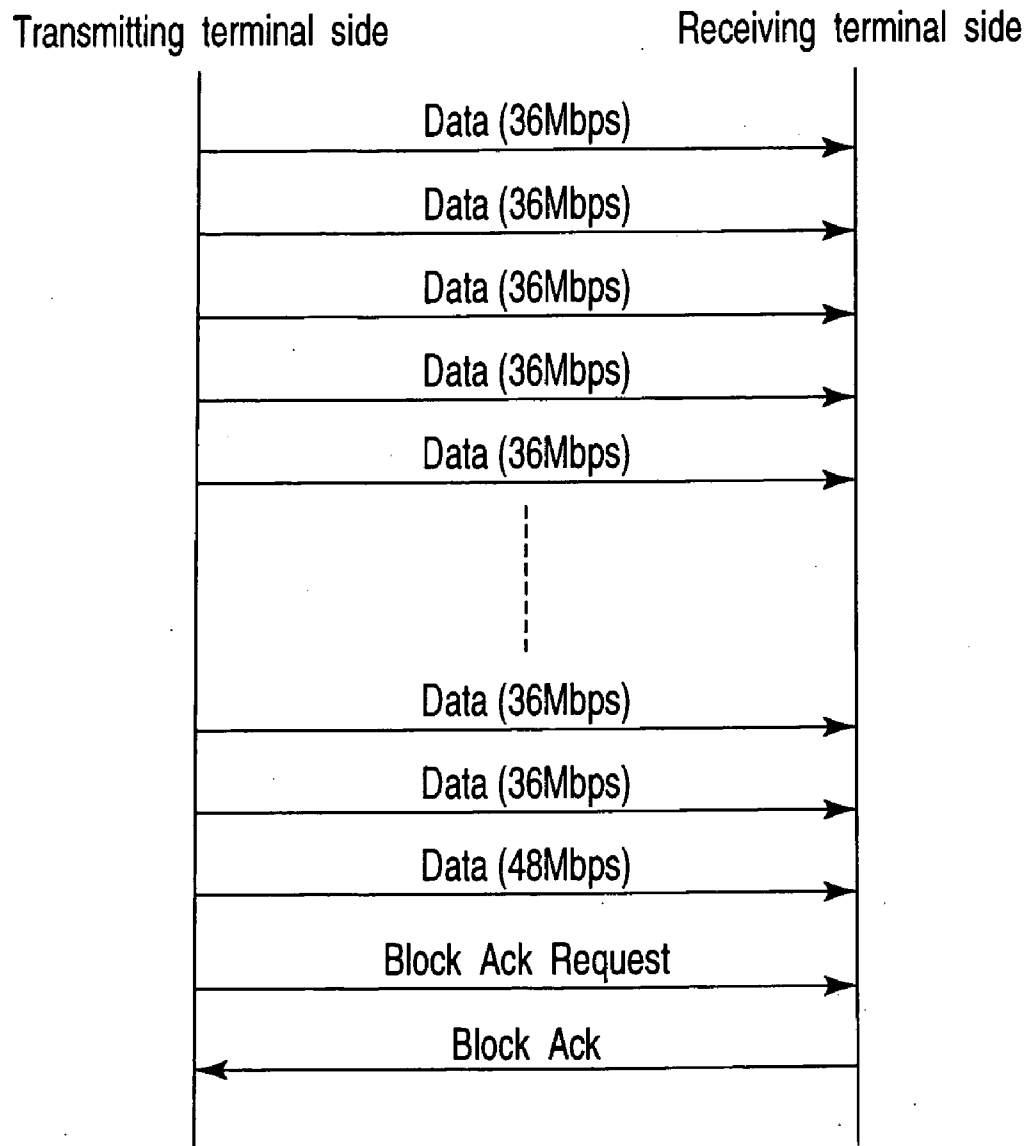 Transmitting terminal side
Receiving terminal side
Data (36Mbps)
Data (36Mbps)
Data (36Mbps)
Data (36Mbps)
Data (36Mbps)
Data (36Mbps)
Data (36Mbps)
Data (48Mbps)
Block Ack Request
Block Ack